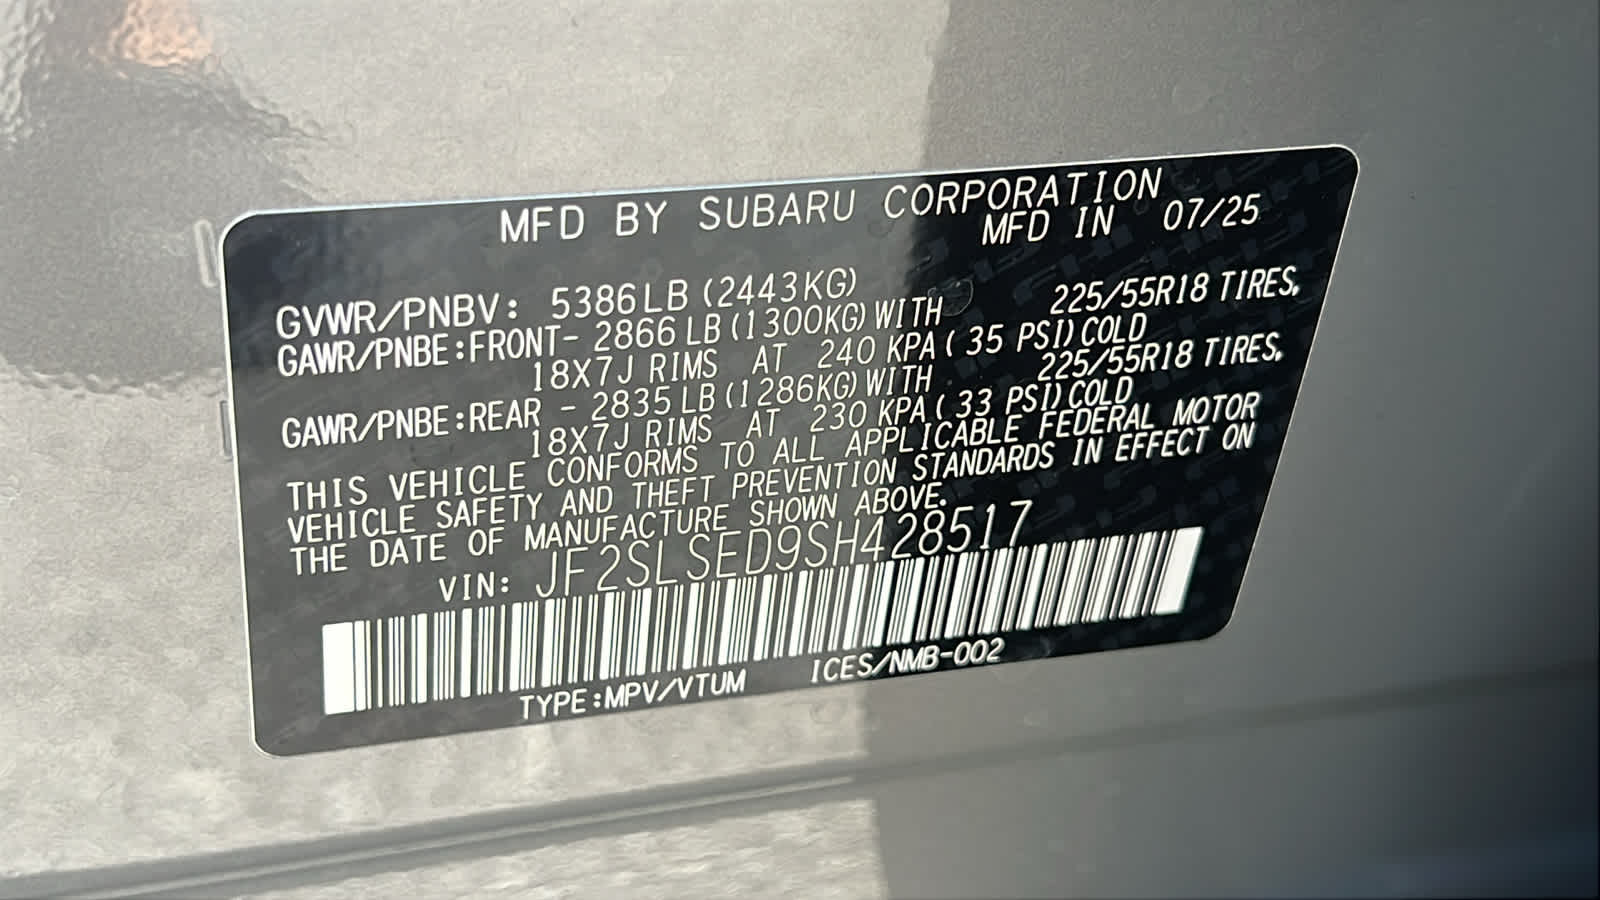 MFD BY SUBARU CORPORATION
MFD IN 07/25
GVWR/PNBV: 5386LB (2443KG)
GAWR/PNBE:FRONT- 2866 LB (1300KG) WITH 225/55R18 TIRES,
18X7J RIMS AT 240 KPA ( 35 PSI) COLD
GAWR/PNBE:REAR - 2835 LB (1286KG) WITH 225/55R18 TIRES,
18X7J RIMS AT 230 KPA ( 33 PSI) COLD
THIS VEHICLE CONFORMS TO ALL APPLICABLE FEDERAL MOTOR
VEHICLE SAFETY AND THEFT PREVENTION STANDARDS IN EFFECT ON
THE DATE OF MANUFACTURE SHOWN ABOVE.
VIN: JF2SLSED9SH428517
TYPE:MPV/VTUM ICES/NMB-002